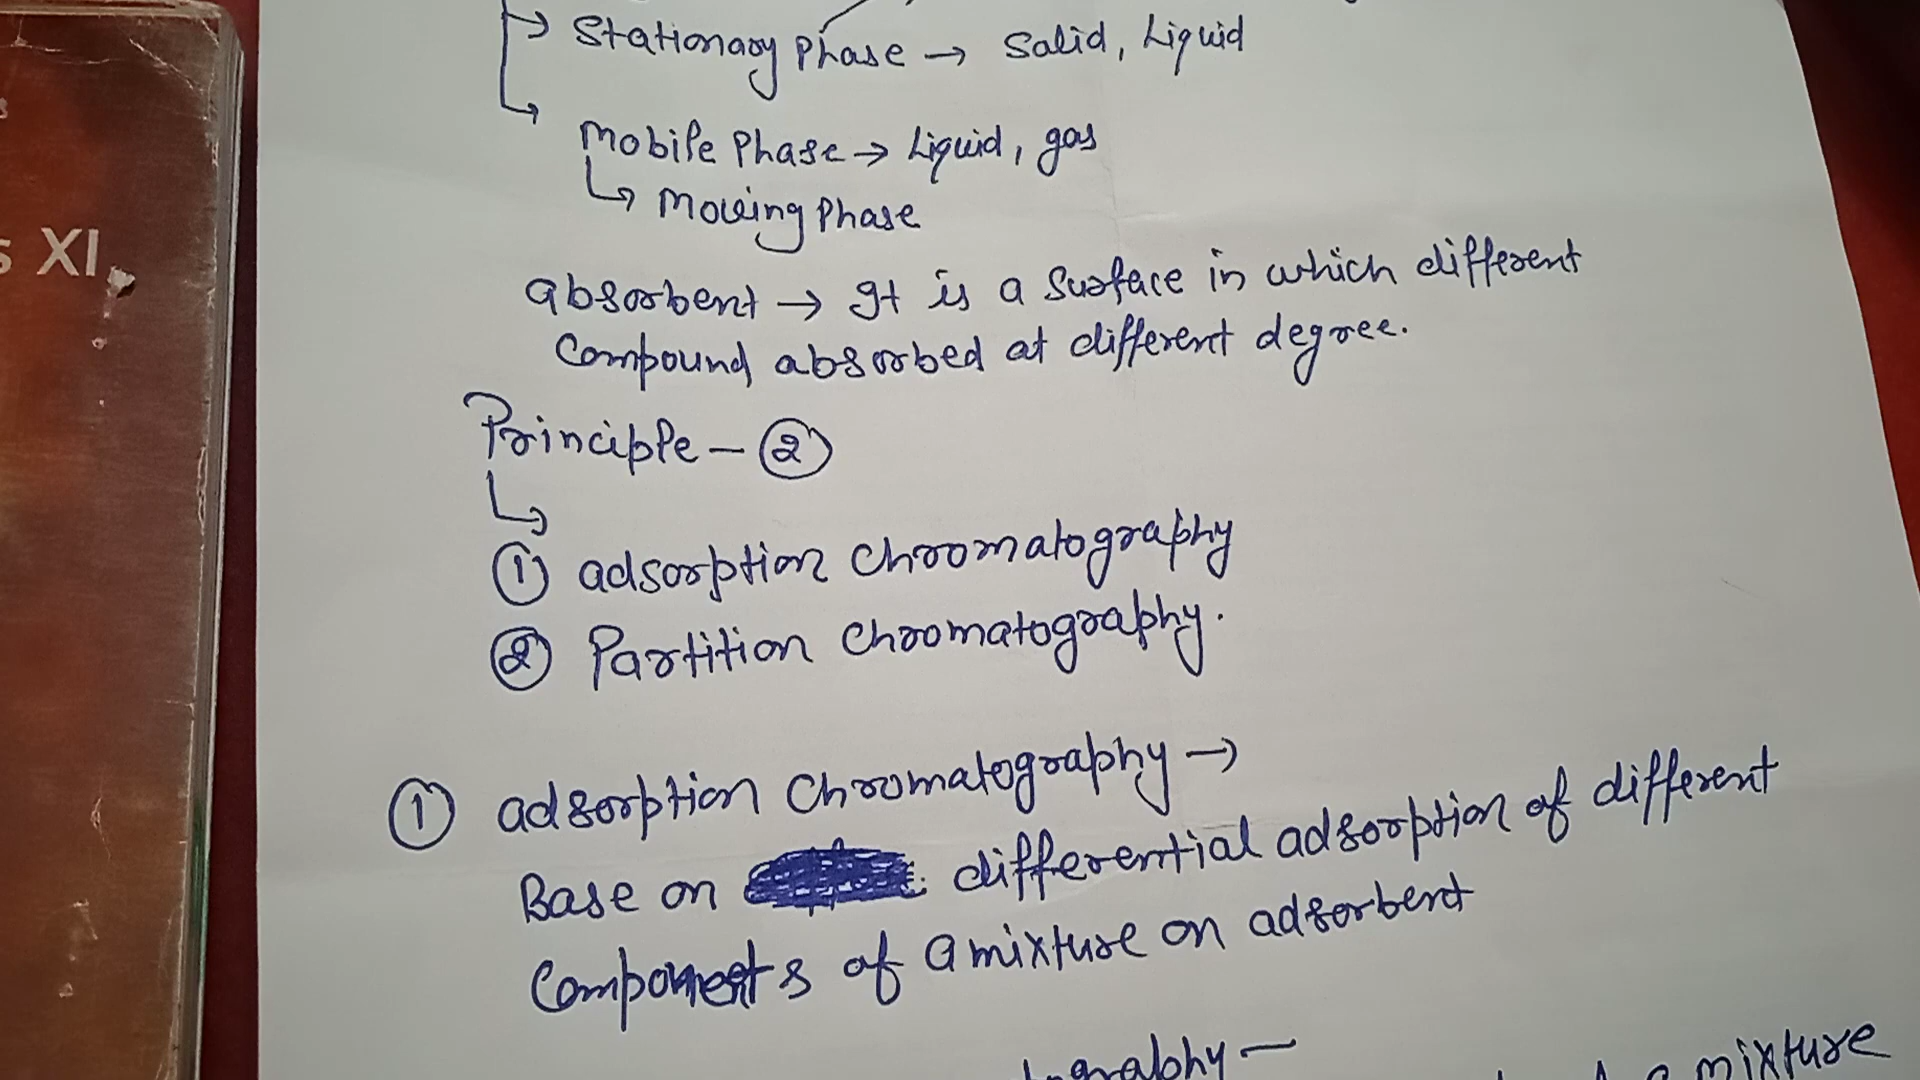 Stationary Phase → Salid, Liquid
Mobile Phase → Liquid, gas
↳ Moving Phase
absorbent → It is a Surface in which different
Compound absorbed at different degree.
Principle - ②
① adsorption Chromatography
② Partition Chromatography.
① adsorption Chromatography →
Base on differential adsorption of different
Components of a mixture on adsorbent
mixture
s XI